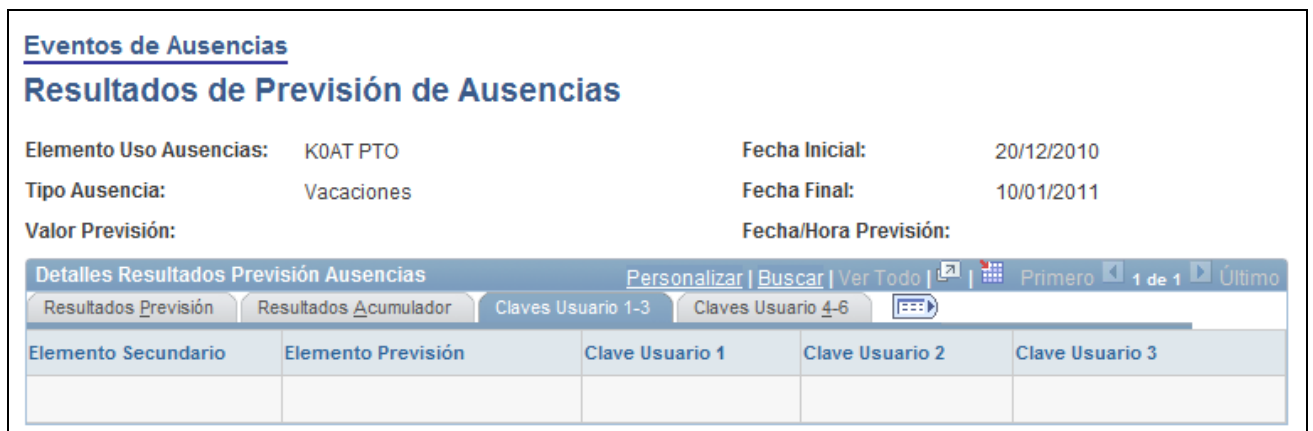 Eventos de Ausencias
Resultados de Previsión de Ausencias
Elemento Uso Ausencias: K0AT PTO Fecha Inicial: 20/12/2010
Tipo Ausencia: Vacaciones Fecha Final: 10/01/2011
Valor Previsión: Fecha/Hora Previsión:
Detalles Resultados Previsión Ausencias Personalizar | Buscar | Ver Todo | | Primero 1 de 1 Último
Resultados Previsión Resultados Acumulador Claves Usuario 1-3 Claves Usuario 4-6
Elemento Secundario Elemento Previsión Clave Usuario 1 Clave Usuario 2 Clave Usuario 3